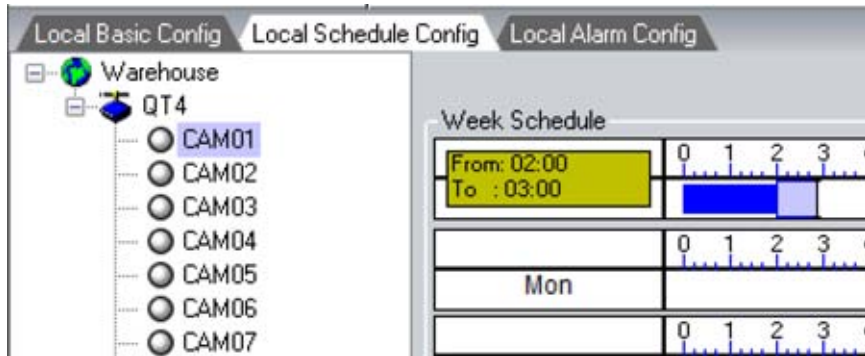 Local Basic Config Local Schedule Config Local Alarm Config
Warehouse
QT4
CAM01
CAM02
CAM03
CAM04
CAM05
CAM06
CAM07
Week Schedule
From: 02:00
To : 03:00
0 1 2 3
0 1 2 3
Mon
0 1 2 3